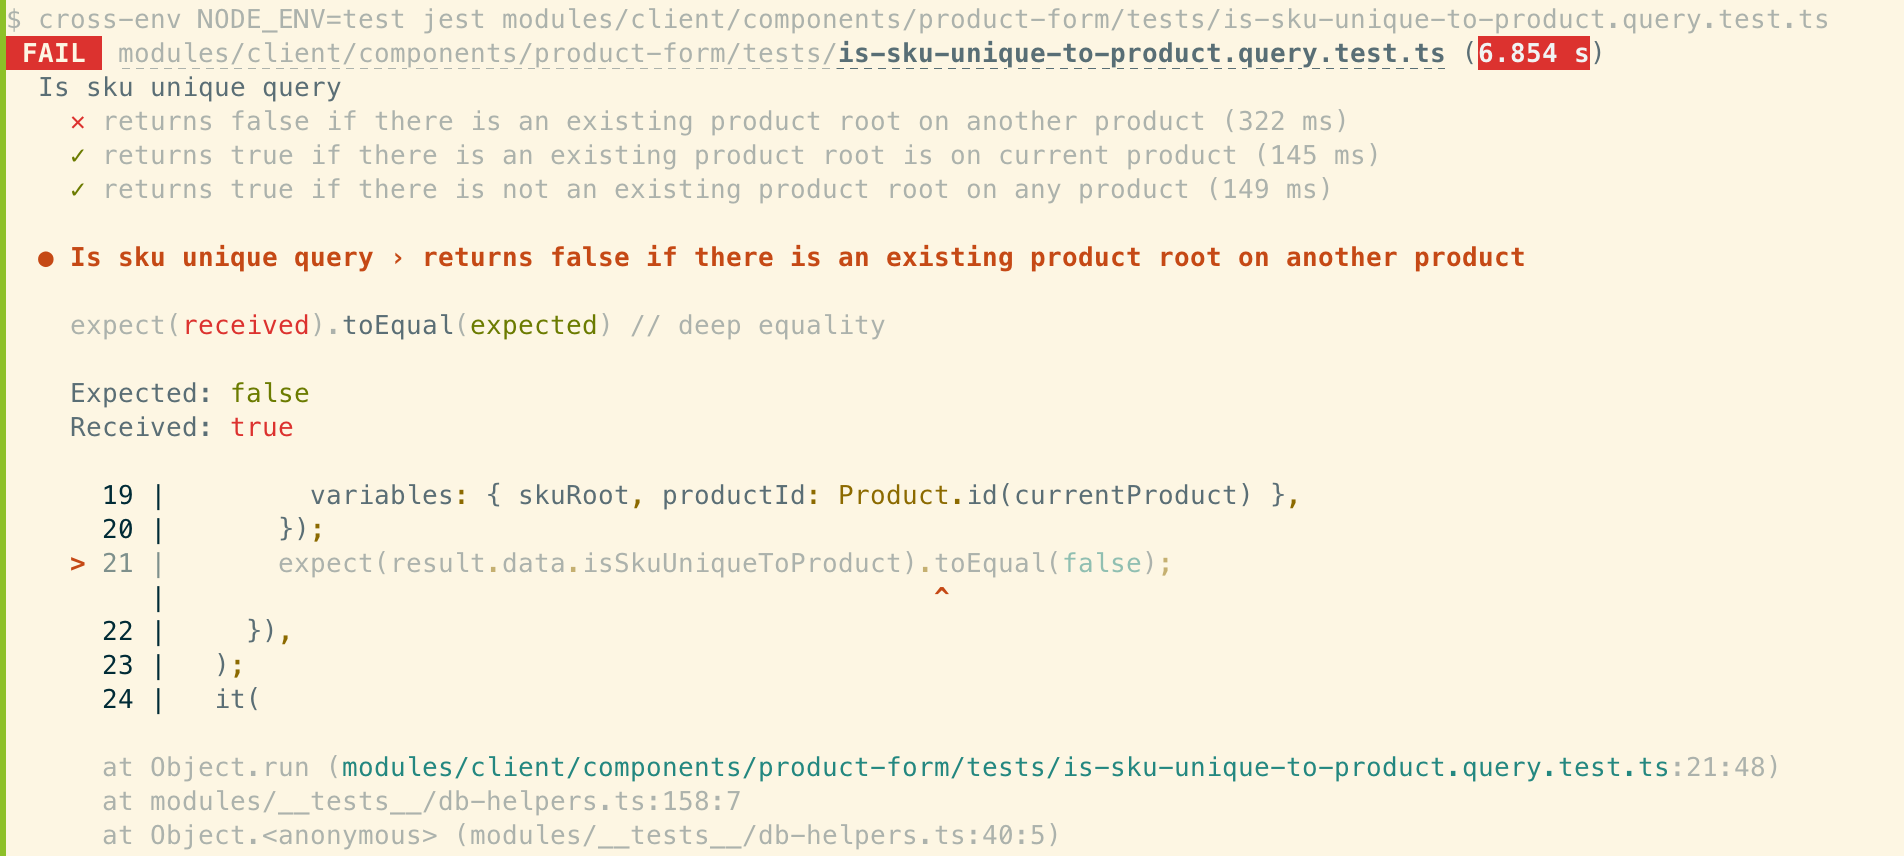 $ cross-env NODE_ENV=test jest modules/client/components/product-form/tests/is-sku-unique-to-product.query.test.ts
FAIL modules/client/components/product-form/tests/is-sku-unique-to-product.query.test.ts (6.854 s)
Is sku unique query
✕ returns false if there is an existing product root on another product (322 ms)
✓ returns true if there is an existing product root is on current product (145 ms)
✓ returns true if there is not an existing product root on any product (149 ms)
● Is sku unique query › returns false if there is an existing product root on another product
expect(received).toEqual(expected) // deep equality
Expected: false
Received: true
19 |         variables: { skuRoot, productId: Product.id(currentProduct) },
20 |       });
> 21 |       expect(result.data.isSkuUniqueToProduct).toEqual(false);
|                                                ^
22 |     }),
23 |   );
24 |   it(
at Object.run (modules/client/components/product-form/tests/is-sku-unique-to-product.query.test.ts:21:48)
at modules/__tests__/db-helpers.ts:158:7
at Object.<anonymous> (modules/__tests__/db-helpers.ts:40:5)